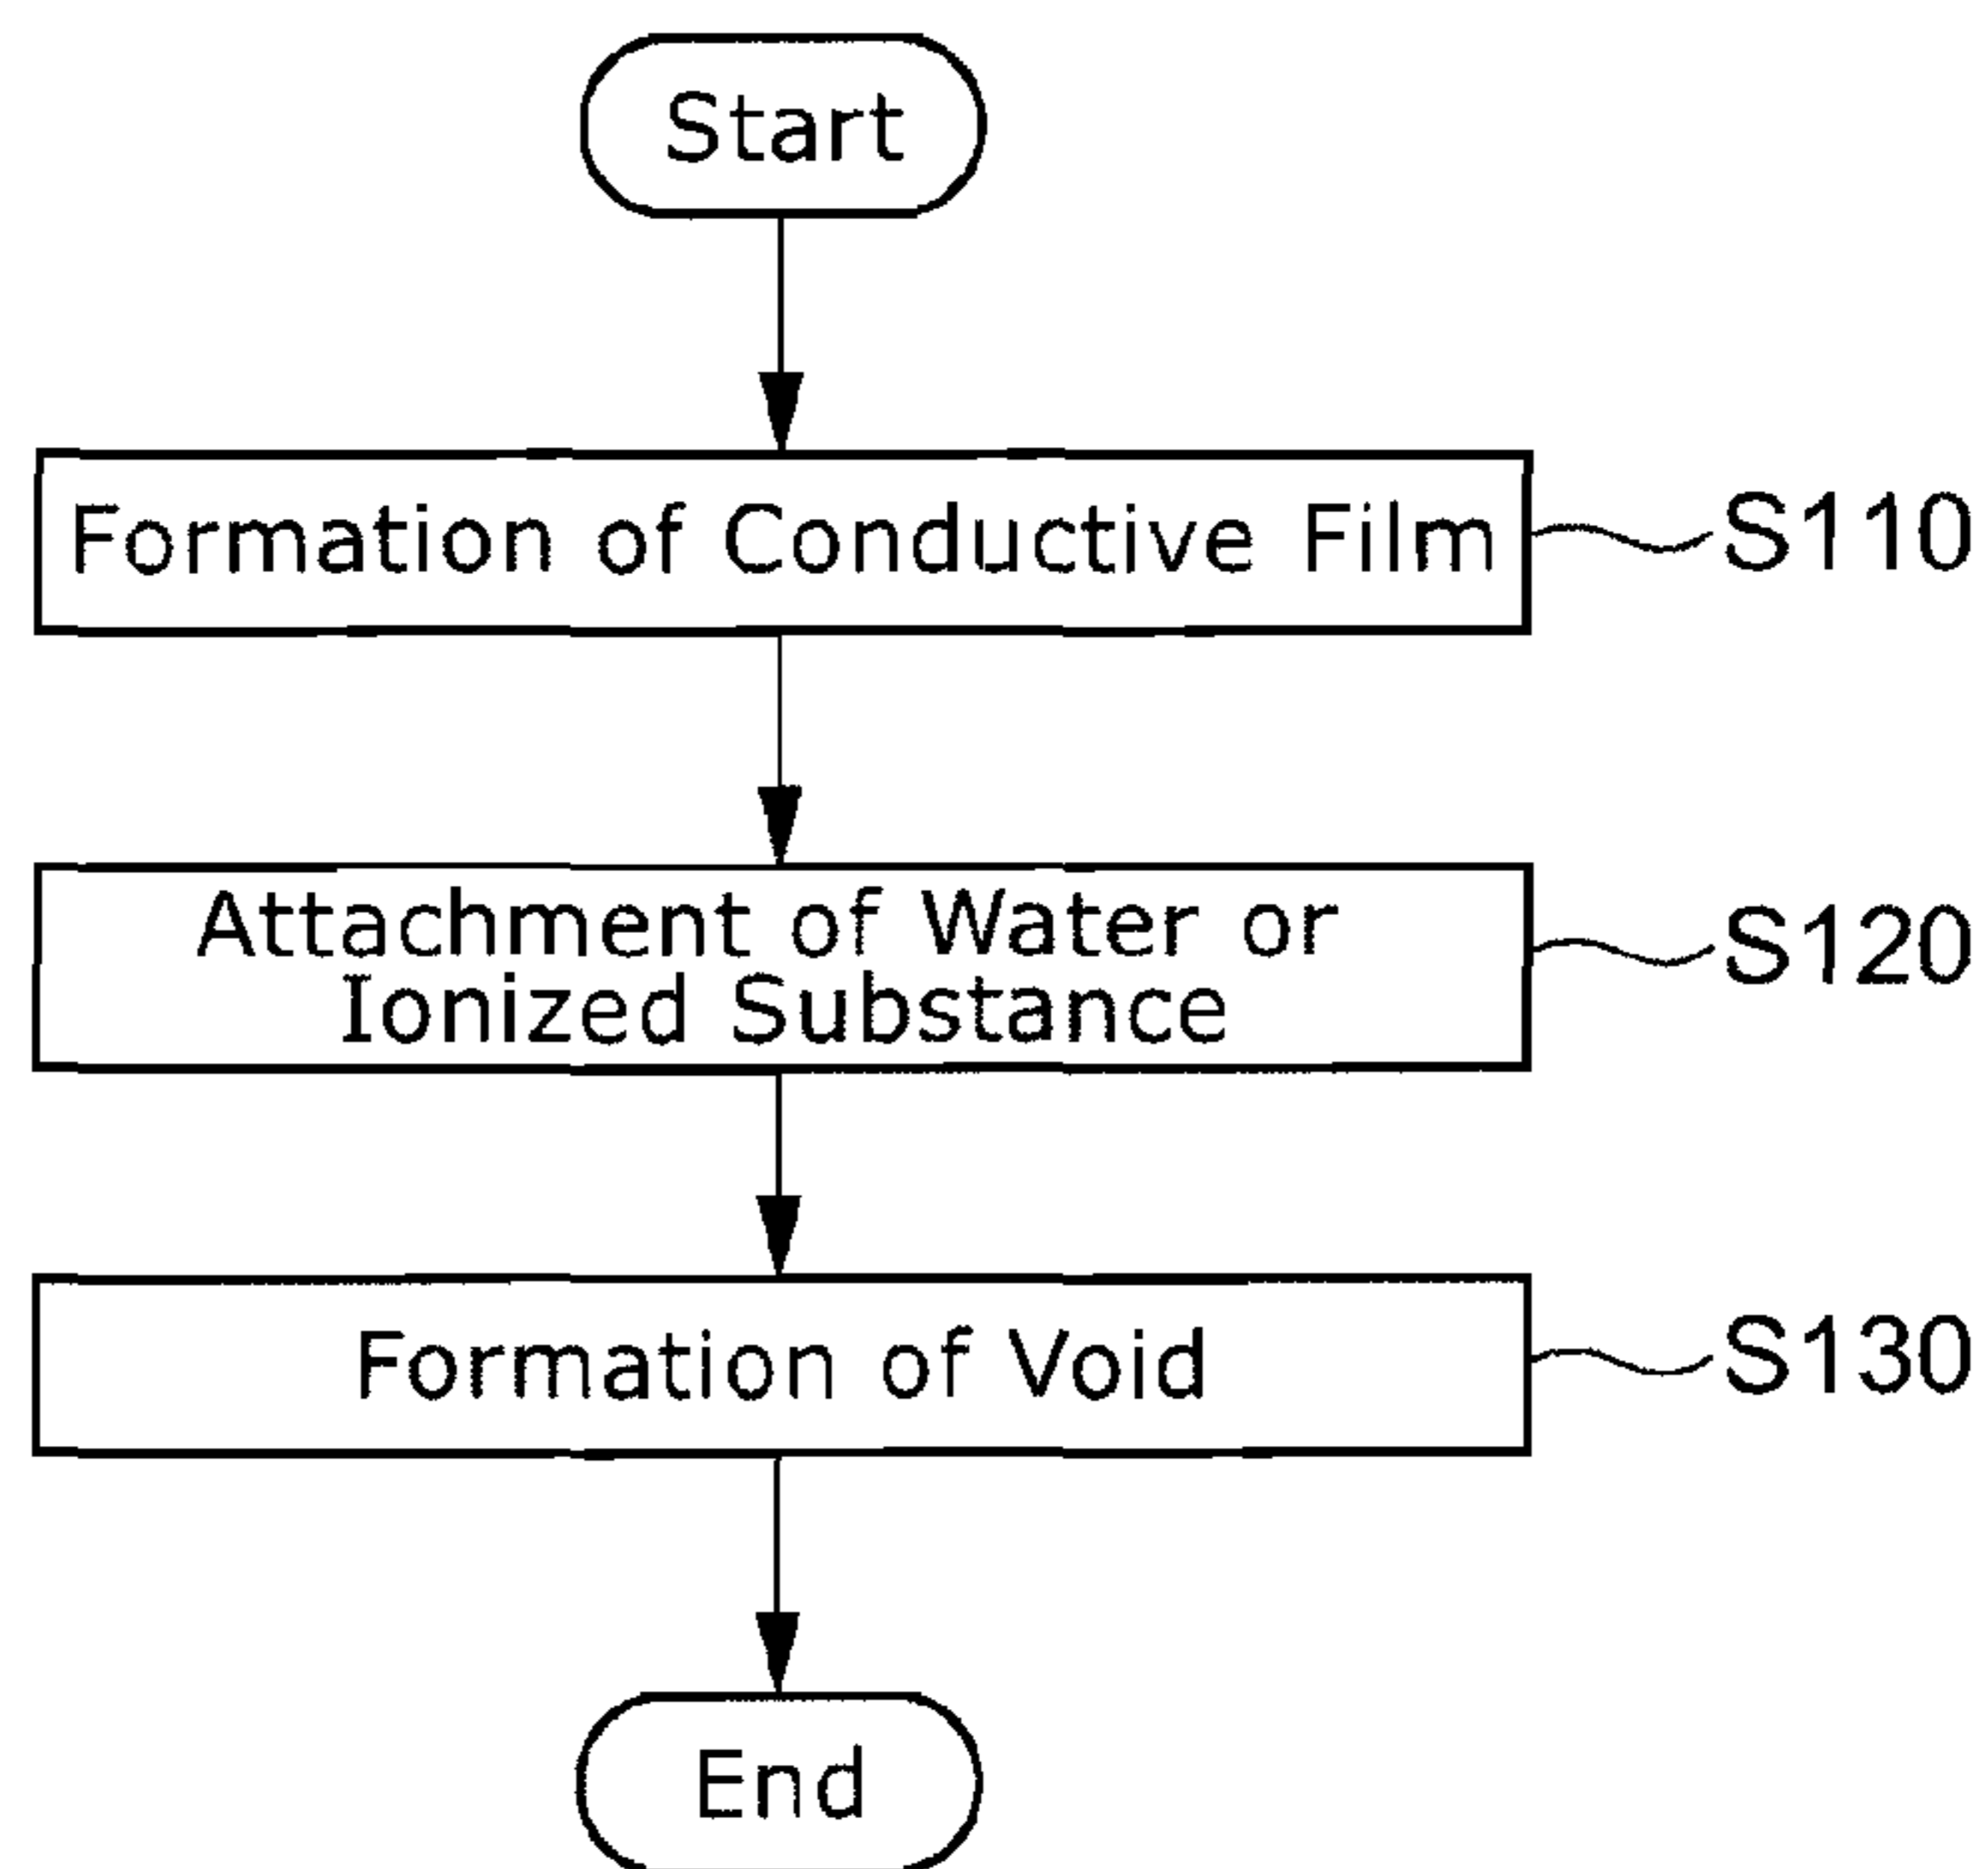 Start
Formation of Conductive Film
S110
Attachment of Water or
Ionized Substance
S120
Formation of Void
S130
End